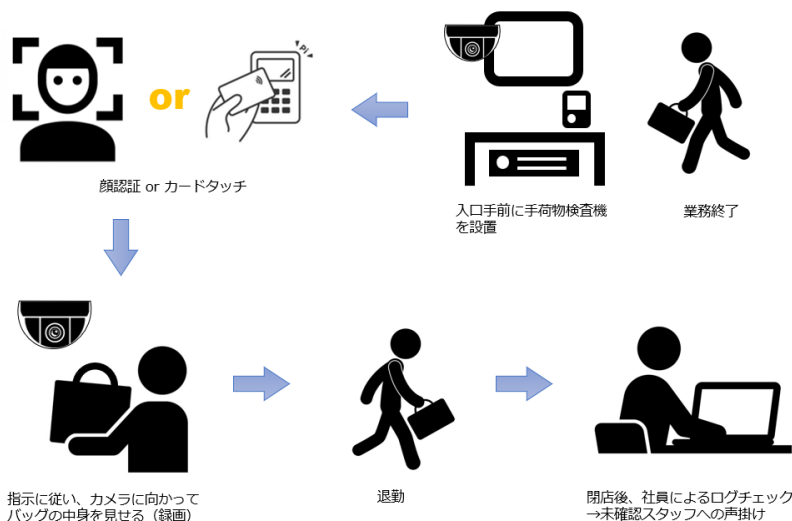 業務終了
入口手前に手荷物検査機
を設置
or
Pi
顔認証 or カードタッチ
指示に従い、カメラに向かって
バッグの中身を見せる（録画）
退勤
閉店後、社員によるログチェック
→未確認スタッフへの声掛け